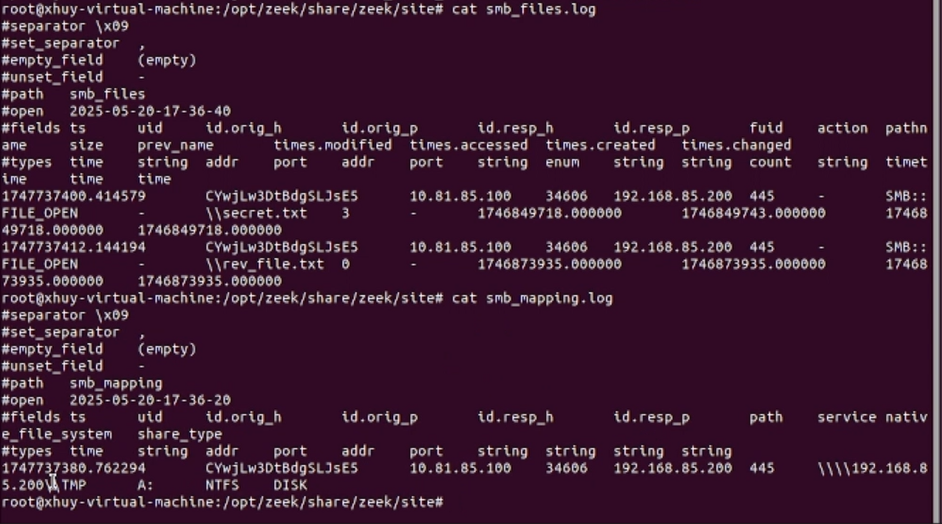 root@xhuy-virtual-machine:/opt/zeek/share/zeek/site# cat smb_files.log
#separator \x09
#set_separator  ,
#empty_field    (empty)
#unset_field    -
#path   smb_files
#open   2025-05-20-17-36-40
#fields ts      uid     id.orig_h       id.orig_p       id.resp_h       id.resp_p       fuid    action  pathn
ame     size    prev_name       times.modified  times.accessed  times.created   times.changed
#types  time    string  addr    port    addr    port    string  enum    string  string  count   string  timet
ime     time    time
1747737400.414579       CYwjLw3DtBdgSLJsE5      10.81.85.100    34606   192.168.85.200  445     -       SMB::
FILE_OPEN       -       \\secret.txt    3       -       1746849718.000000       1746849743.000000       17468
49718.000000    1746849718.000000
1747737412.144194       CYwjLw3DtBdgSLJsE5      10.81.85.100    34606   192.168.85.200  445     -       SMB::
FILE_OPEN       -       \\rev_file.txt  0       -       1746873935.000000       1746873935.000000       17468
73935.000000    1746873935.000000
root@xhuy-virtual-machine:/opt/zeek/share/zeek/site# cat smb_mapping.log
#separator \x09
#set_separator  ,
#empty_field    (empty)
#unset_field    -
#path   smb_mapping
#open   2025-05-20-17-36-20
#fields ts      uid     id.orig_h       id.orig_p       id.resp_h       id.resp_p       path    service nativ
e_file_system   share_type
#types  time    string  addr    port    addr    port    string  string  string  string
1747737380.762294       CYwjLw3DtBdgSLJsE5      10.81.85.100    34606   192.168.85.200  445     \\\\192.168.8
5.200\\TMP      A:      NTFS    DISK
root@xhuy-virtual-machine:/opt/zeek/share/zeek/site#